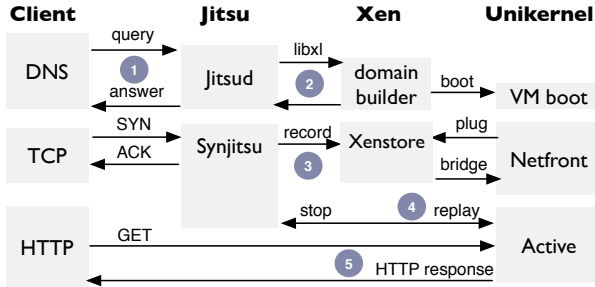 Client Jitsu Xen Unikernel
query
libxl
DNS
1
Jitsud
2
domain
builder
boot
answer
VM boot
SYN
record
plug
TCP
Synjitsu
Xenstore
Netfront
ACK
3
bridge
stop
4
replay
HTTP
GET
Active
5
HTTP response